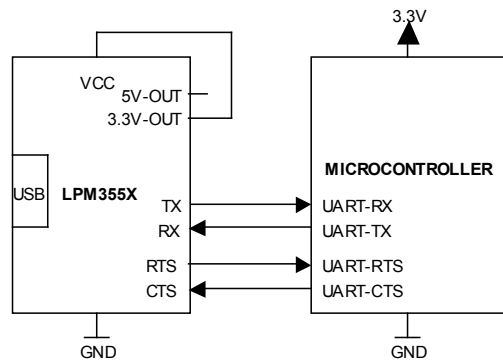 3.3V
VCC
5V-OUT
3.3V-OUT
MICROCONTROLLER
USB
LPM355X
TX
UART-RX
RX
UART-TX
RTS
UART-RTS
CTS
UART-CTS
GND
GND